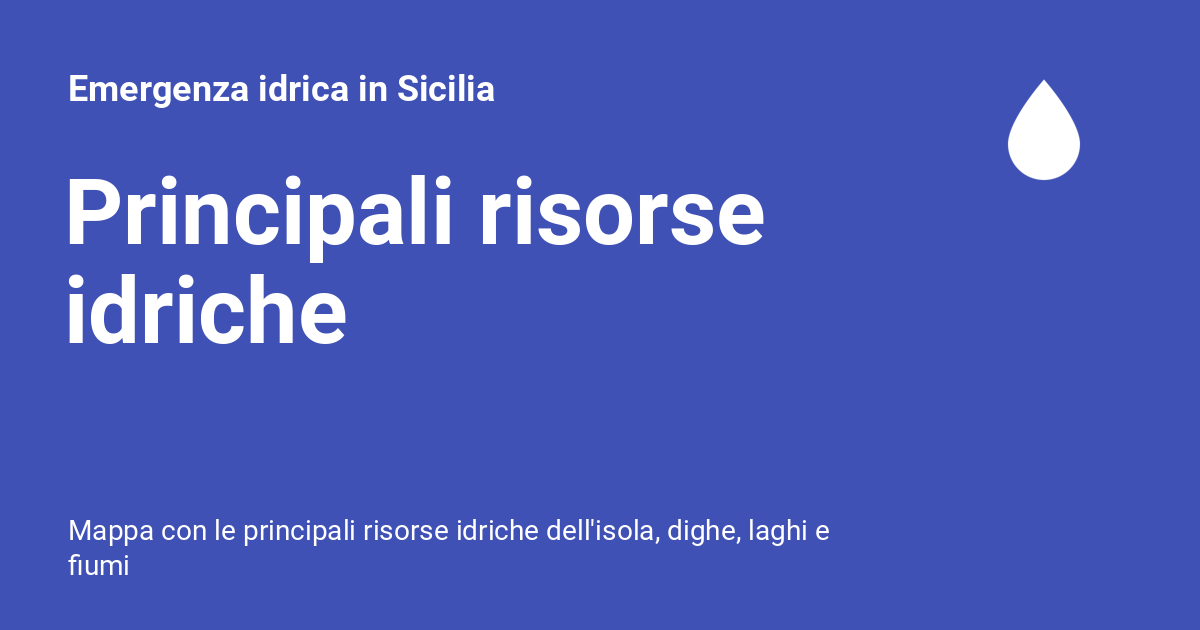 Emergenza idrica in Sicilia
Principali risorse
idriche
Mappa con le principali risorse idriche dell'isola, dighe, laghi e
fiumi